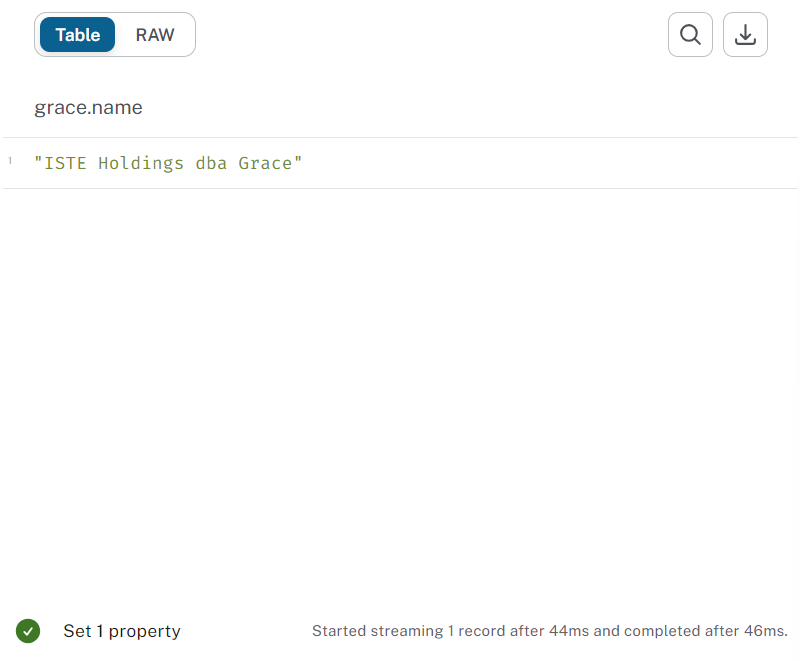 Table RAW
grace.name
1 "ISTE Holdings dba Grace"
Set 1 property Started streaming 1 record after 44ms and completed after 46ms.